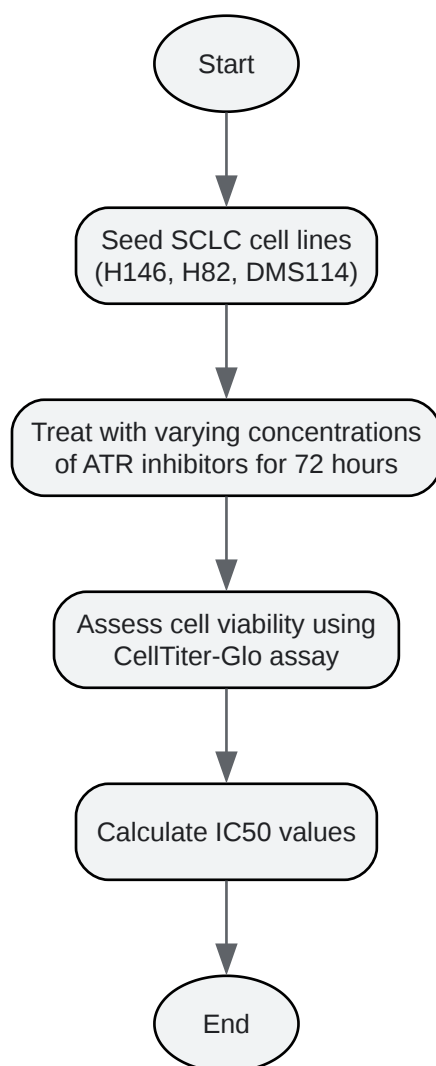 Start
Seed SCLC cell lines
(H146, H82, DMS114)
Treat with varying concentrations
of ATR inhibitors for 72 hours
Assess cell viability using
CellTiter-Glo assay
Calculate IC50 values
End